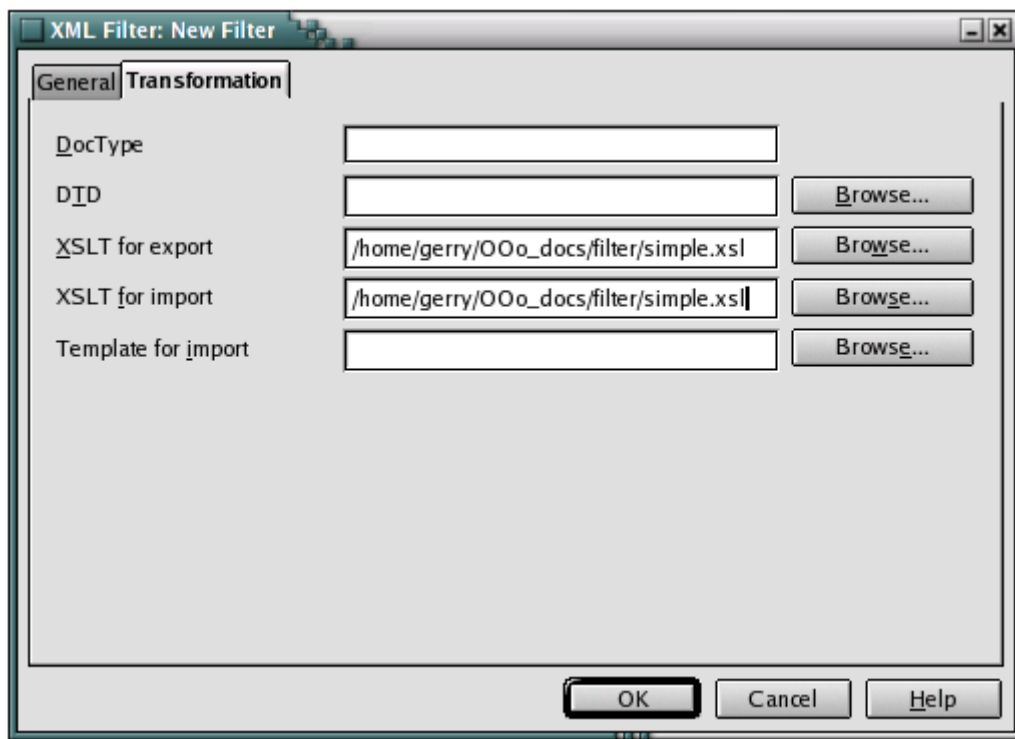 XML Filter: New Filter
General Transformation
DocType
DTD Browse...
XSLT for export /home/gerry/OOo_docs/filter/simple.xsl Browse...
XSLT for import /home/gerry/OOo_docs/filter/simple.xsl Browse...
Template for import Browse...
OK Cancel Help